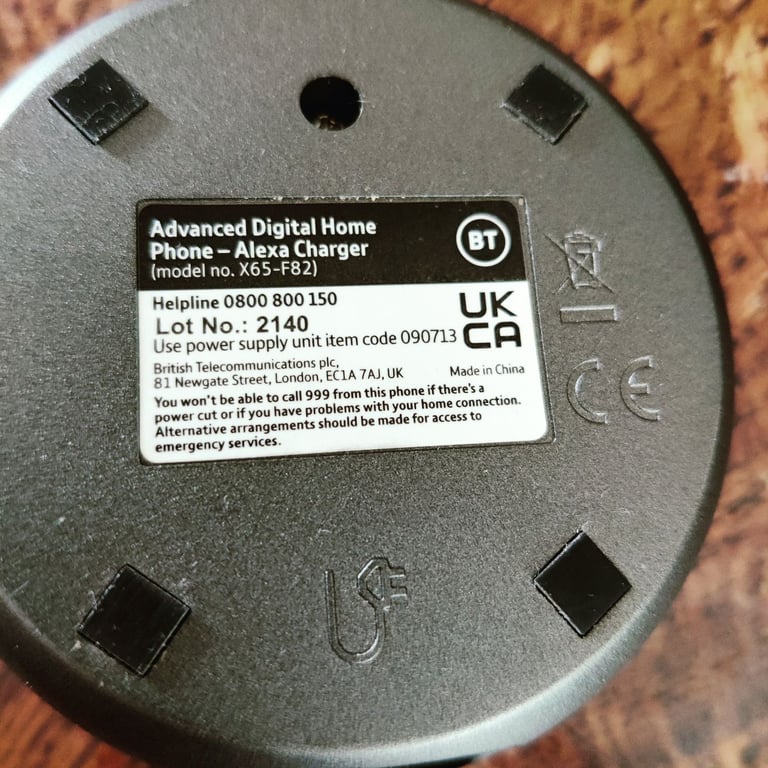 Advanced Digital Home
Phone – Alexa Charger
(model no. X65-F82)
BT
Helpline 0800 800 150
Lot No.: 2140
Use power supply unit item code 090713
UK
CA
British Telecommunications plc,
81 Newgate Street, London, EC1A 7AJ, UK
Made in China
You won't be able to call 999 from this phone if there's a
power cut or if you have problems with your home connection.
Alternative arrangements should be made for access to
emergency services.
CE